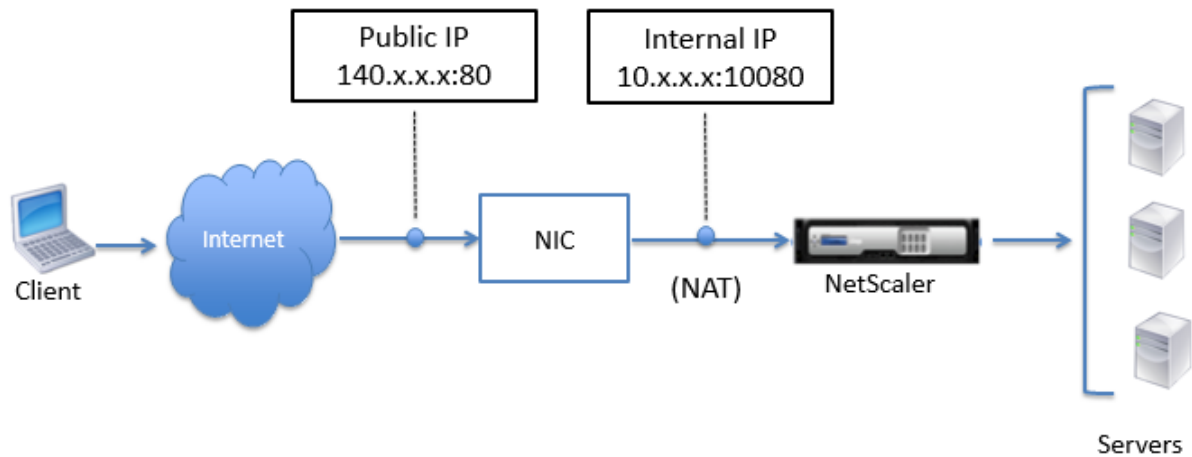 Public IP
140.x.x.x:80
Internal IP
10.x.x.x:10080
Internet
NIC
Client
(NAT)
NetScaler
Servers